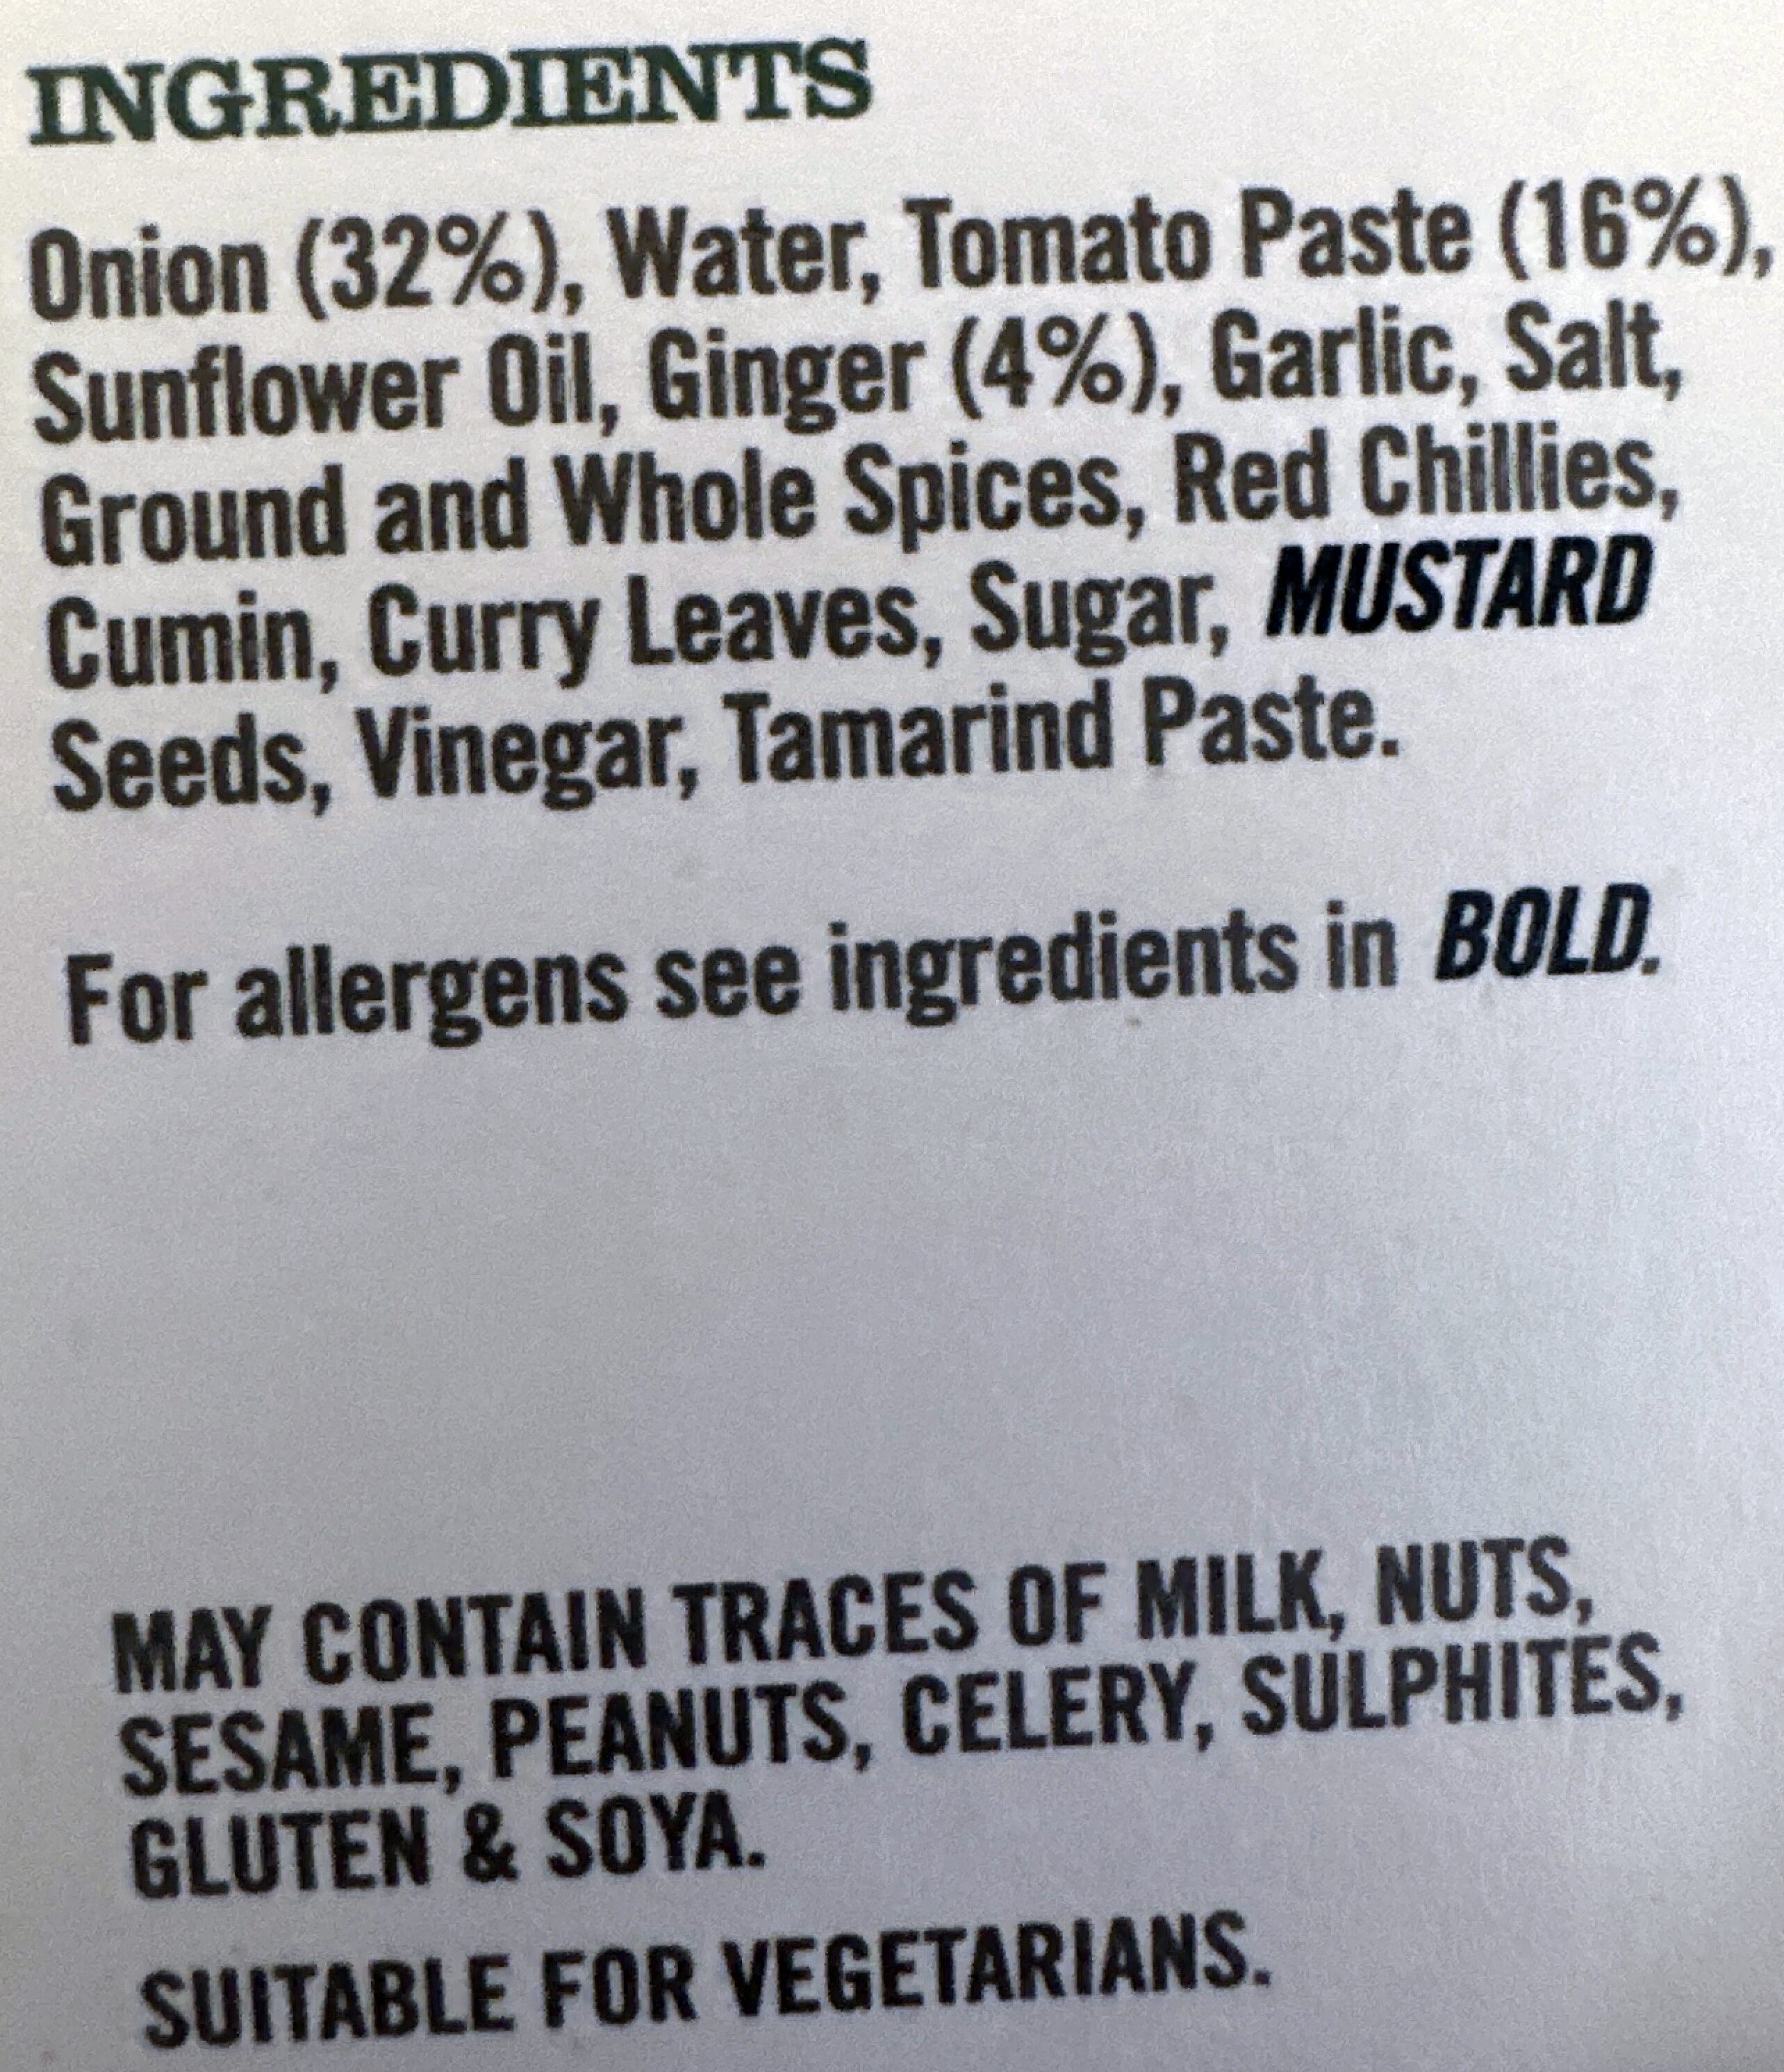 INGREDIENTS
Onion (32%), Water, Tomato Paste (16%),
Sunflower Oil, Ginger (4%), Garlic, Salt,
Ground and Whole Spices, Red Chillies,
Cumin, Curry Leaves, Sugar, MUSTARD
Seeds, Vinegar, Tamarind Paste.
For allergens see ingredients in BOLD.
MAY CONTAIN TRACES OF MILK, NUTS,
SESAME, PEANUTS, CELERY, SULPHITES,
GLUTEN & SOYA.
SUITABLE FOR VEGETARIANS.